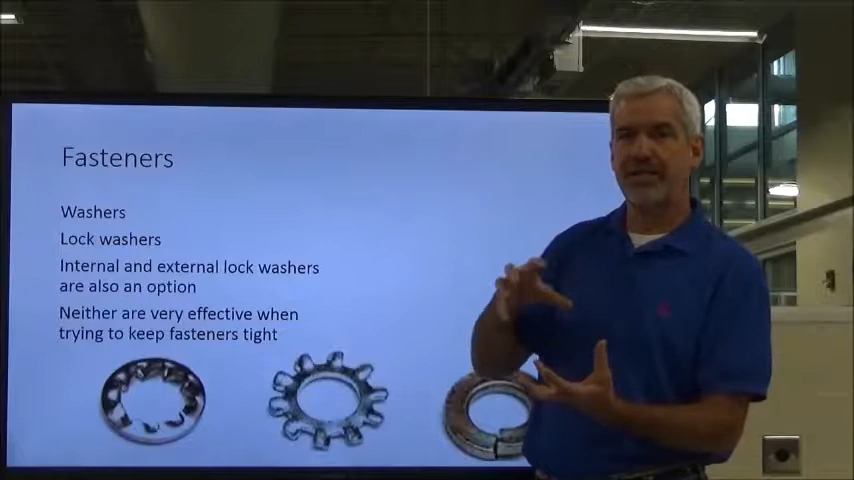 Fasteners
Washers
Lock washers
Internal and external lock washers
are also an option
Neither are very effective when
trying to keep fasteners tight